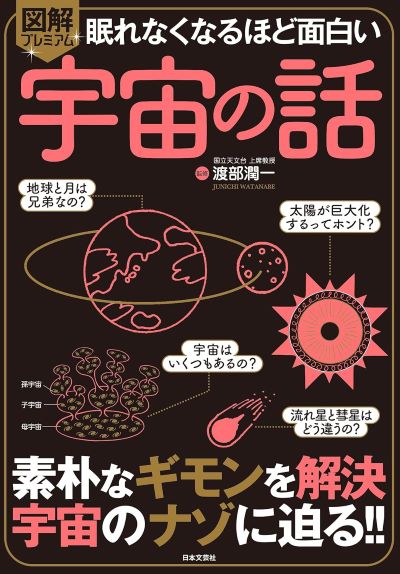 図解
プレミアム
眠れなくなるほど面白い
宇宙の話
国立天文台 上席教授
監修 渡部潤一
JUNICHI WATANABE
地球と月は
兄弟なの?
太陽が巨大化
するってホント?
宇宙は
いくつもあるの?
孫宇宙
子宇宙
母宇宙
流れ星と彗星は
どう違うの?
素朴なギモンを解決
宇宙のナゾに迫る!!
日本文芸社